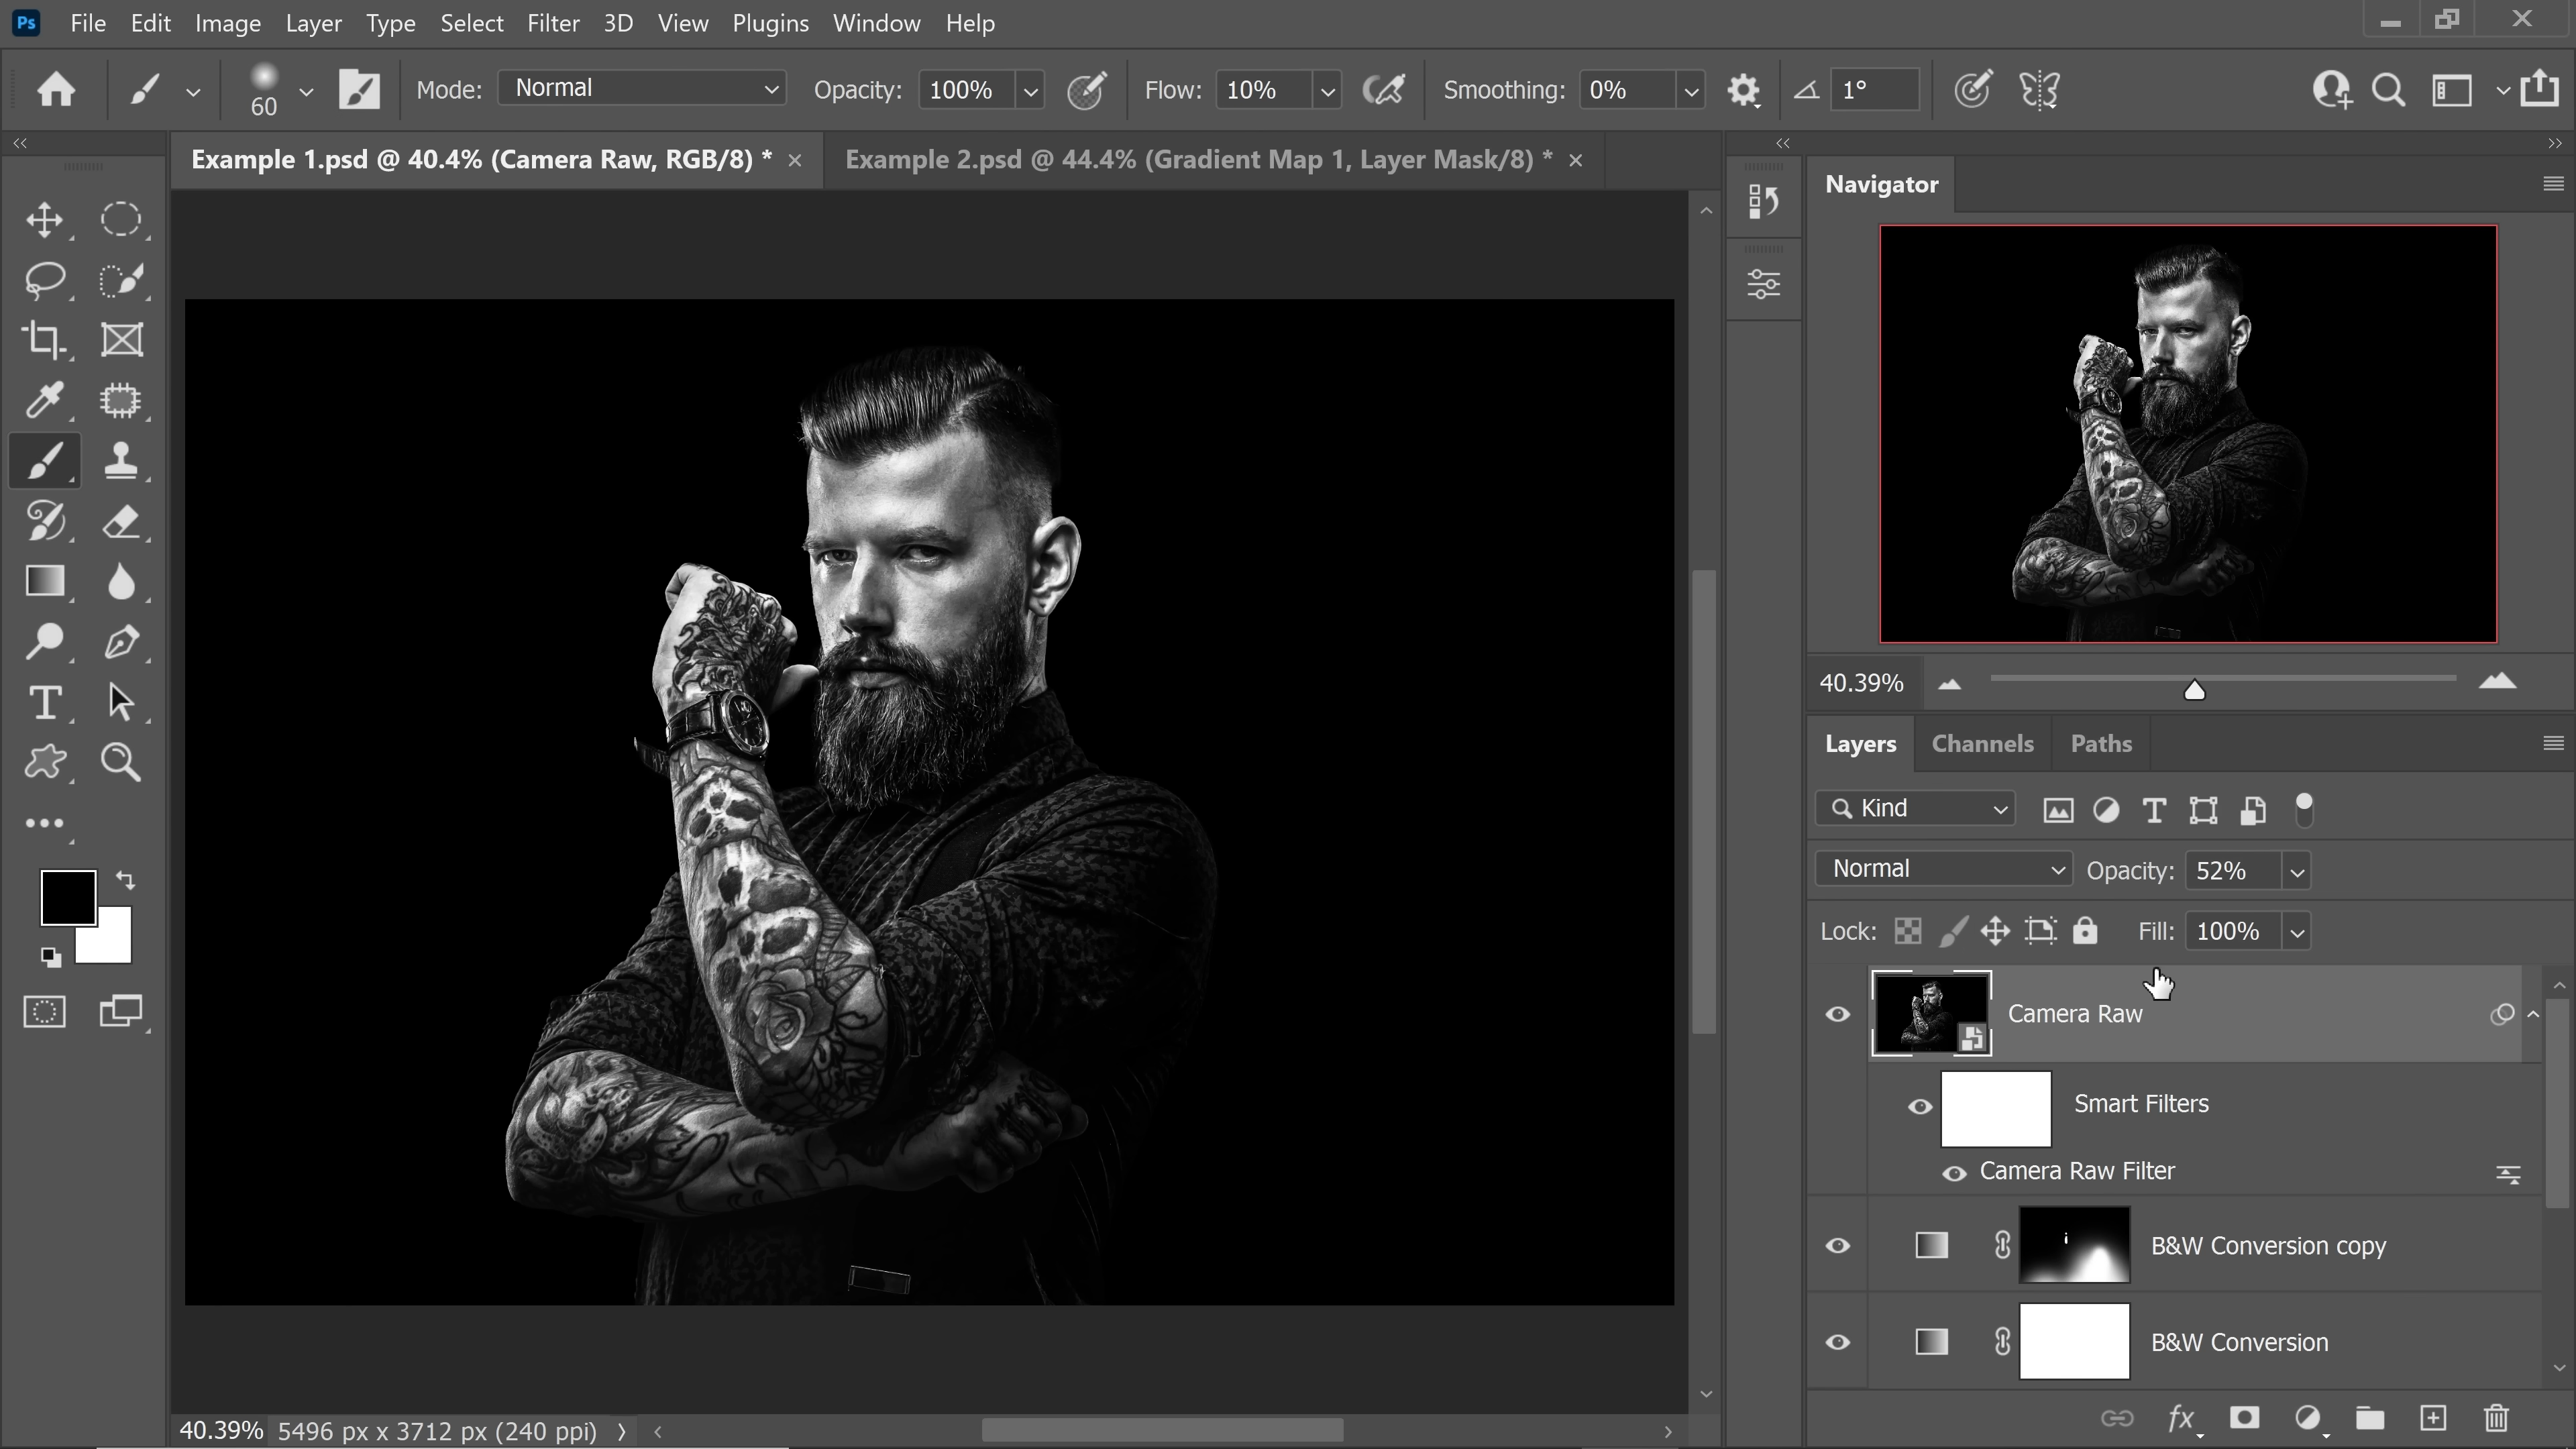 Ps File Edit Image Layer Type Select Filter 3D View Plugins Window Help
60 Mode: Normal Opacity: 100% Flow: 10% Smoothing: 0% 1°
Example 1.psd @ 40.4% (Camera Raw, RGB/8) * Example 2.psd @ 44.4% (Gradient Map 1, Layer Mask/8) *
Navigator
40.39%
Layers Channels Paths
Kind
Normal Opacity: 52%
Lock: Fill: 100%
Camera Raw
Smart Filters
Camera Raw Filter
B&W Conversion copy
B&W Conversion
40.39% 5496 px x 3712 px (240 ppi)
fx